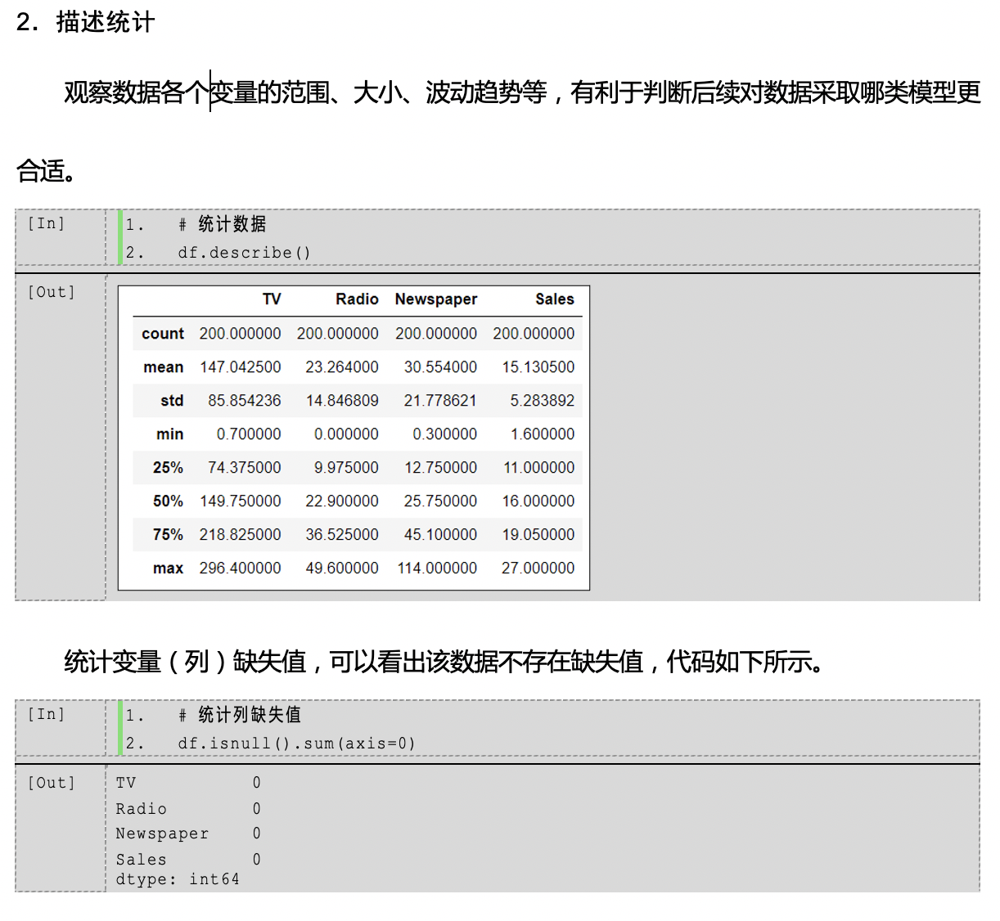 2. 描述统计
观察数据各个变量的范围、大小、波动趋势等，有利于判断后续对数据采取哪类模型更
合适。
[In] 1. # 统计数据
2. df.describe()
[Out]
TV Radio Newspaper Sales
count 200.000000 200.000000 200.000000 200.000000
mean 147.042500 23.264000 30.554000 15.130500
std 85.854236 14.846809 21.778621 5.283892
min 0.700000 0.000000 0.300000 1.600000
25% 74.375000 9.975000 12.750000 11.000000
50% 149.750000 22.900000 25.750000 16.000000
75% 218.825000 36.525000 45.100000 19.050000
max 296.400000 49.600000 114.000000 27.000000
统计变量（列）缺失值，可以看出该数据不存在缺失值，代码如下所示。
[In] 1. # 统计列缺失值
2. df.isnull().sum(axis=0)
[Out] TV 0
Radio 0
Newspaper 0
Sales 0
dtype: int64